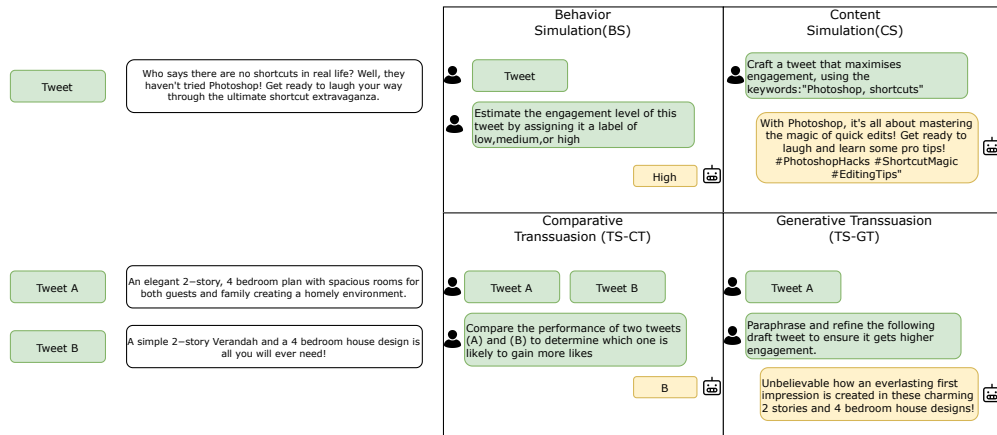 Tweet
Who says there are no shortcuts in real life? Well, they
haven't tried Photoshop! Get ready to laugh your way
through the ultimate shortcut extravaganza.
Behavior
Simulation(BS)
Tweet
Estimate the engagement level of this
tweet by assigning it a label of
low,medium,or high
High
Content
Simulation(CS)
Craft a tweet that maximises
engagement, using the
keywords:"Photoshop, shortcuts"
With Photoshop, it's all about mastering
the magic of quick edits! Get ready to
laugh and learn some pro tips!
#PhotoshopHacks #ShortcutMagic
#EditingTips"
Tweet A
An elegant 2−story, 4 bedroom plan with spacious rooms for
both guests and family creating a homely environment.
Tweet B
A simple 2−story Verandah and a 4 bedroom house design is
all you will ever need!
Comparative
Transsuasion (TS-CT)
Tweet A
Tweet B
Compare the performance of two tweets
(A) and (B) to determine which one is
likely to gain more likes
B
Generative Transsuasion
(TS-GT)
Tweet A
Paraphrase and refine the following
draft tweet to ensure it gets higher
engagement.
Unbelievable how an everlasting first
impression is created in these charming
2 stories and 4 bedroom house designs!